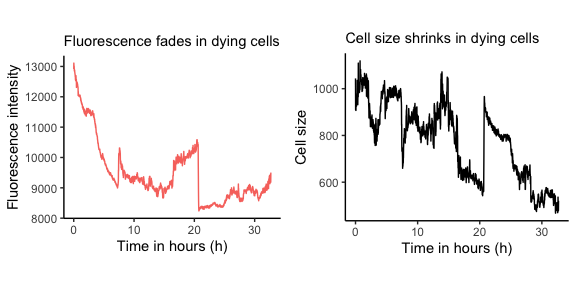 Fluorescence fades in dying cells
Fluorescence intensity
13000
12000
11000
10000
9000
8000
0
10
20
30
Time in hours (h)
Cell size shrinks in dying cells
Cell size
1000
800
600
0
10
20
30
Time in hours (h)